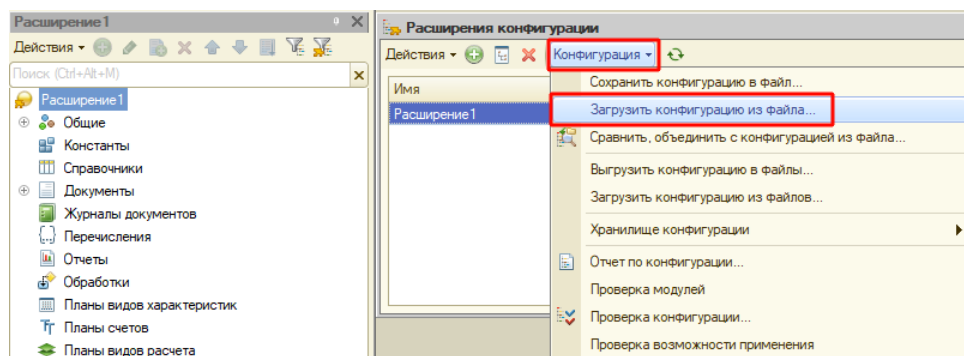 Расширение1
Действия
Поиск (Ctrl+Alt+M)
Расширение1
Общие
Константы
Справочники
Документы
Журналы документов
Перечисления
Отчеты
Обработки
Планы видов характеристик
Планы счетов
Планы видов расчета
Расширения конфигурации
Действия
Конфигурация
Имя
Расширение1
Сохранить конфигурацию в файл...
Загрузить конфигурацию из файла...
Сравнить, объединить с конфигурацией из файла...
Выгрузить конфигурацию в файлы...
Загрузить конфигурацию из файлов...
Хранилище конфигурации
Отчет по конфигурации...
Проверка модулей
Проверка конфигурации...
Проверка возможности применения